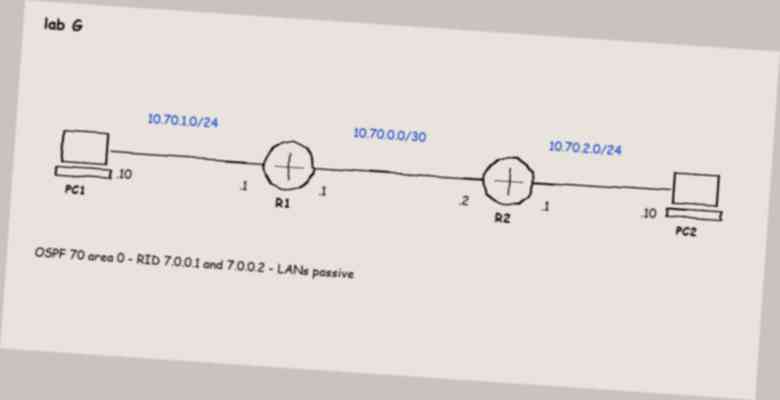 lab G
10.70.1.0/24
10.70.0.0/30
10.70.2.0/24
.10
.1
.1
.2
.1
.10
PC1
R1
R2
PC2
OSPF 70 area 0 - RID 7.0.0.1 and 7.0.0.2 - LANs passive